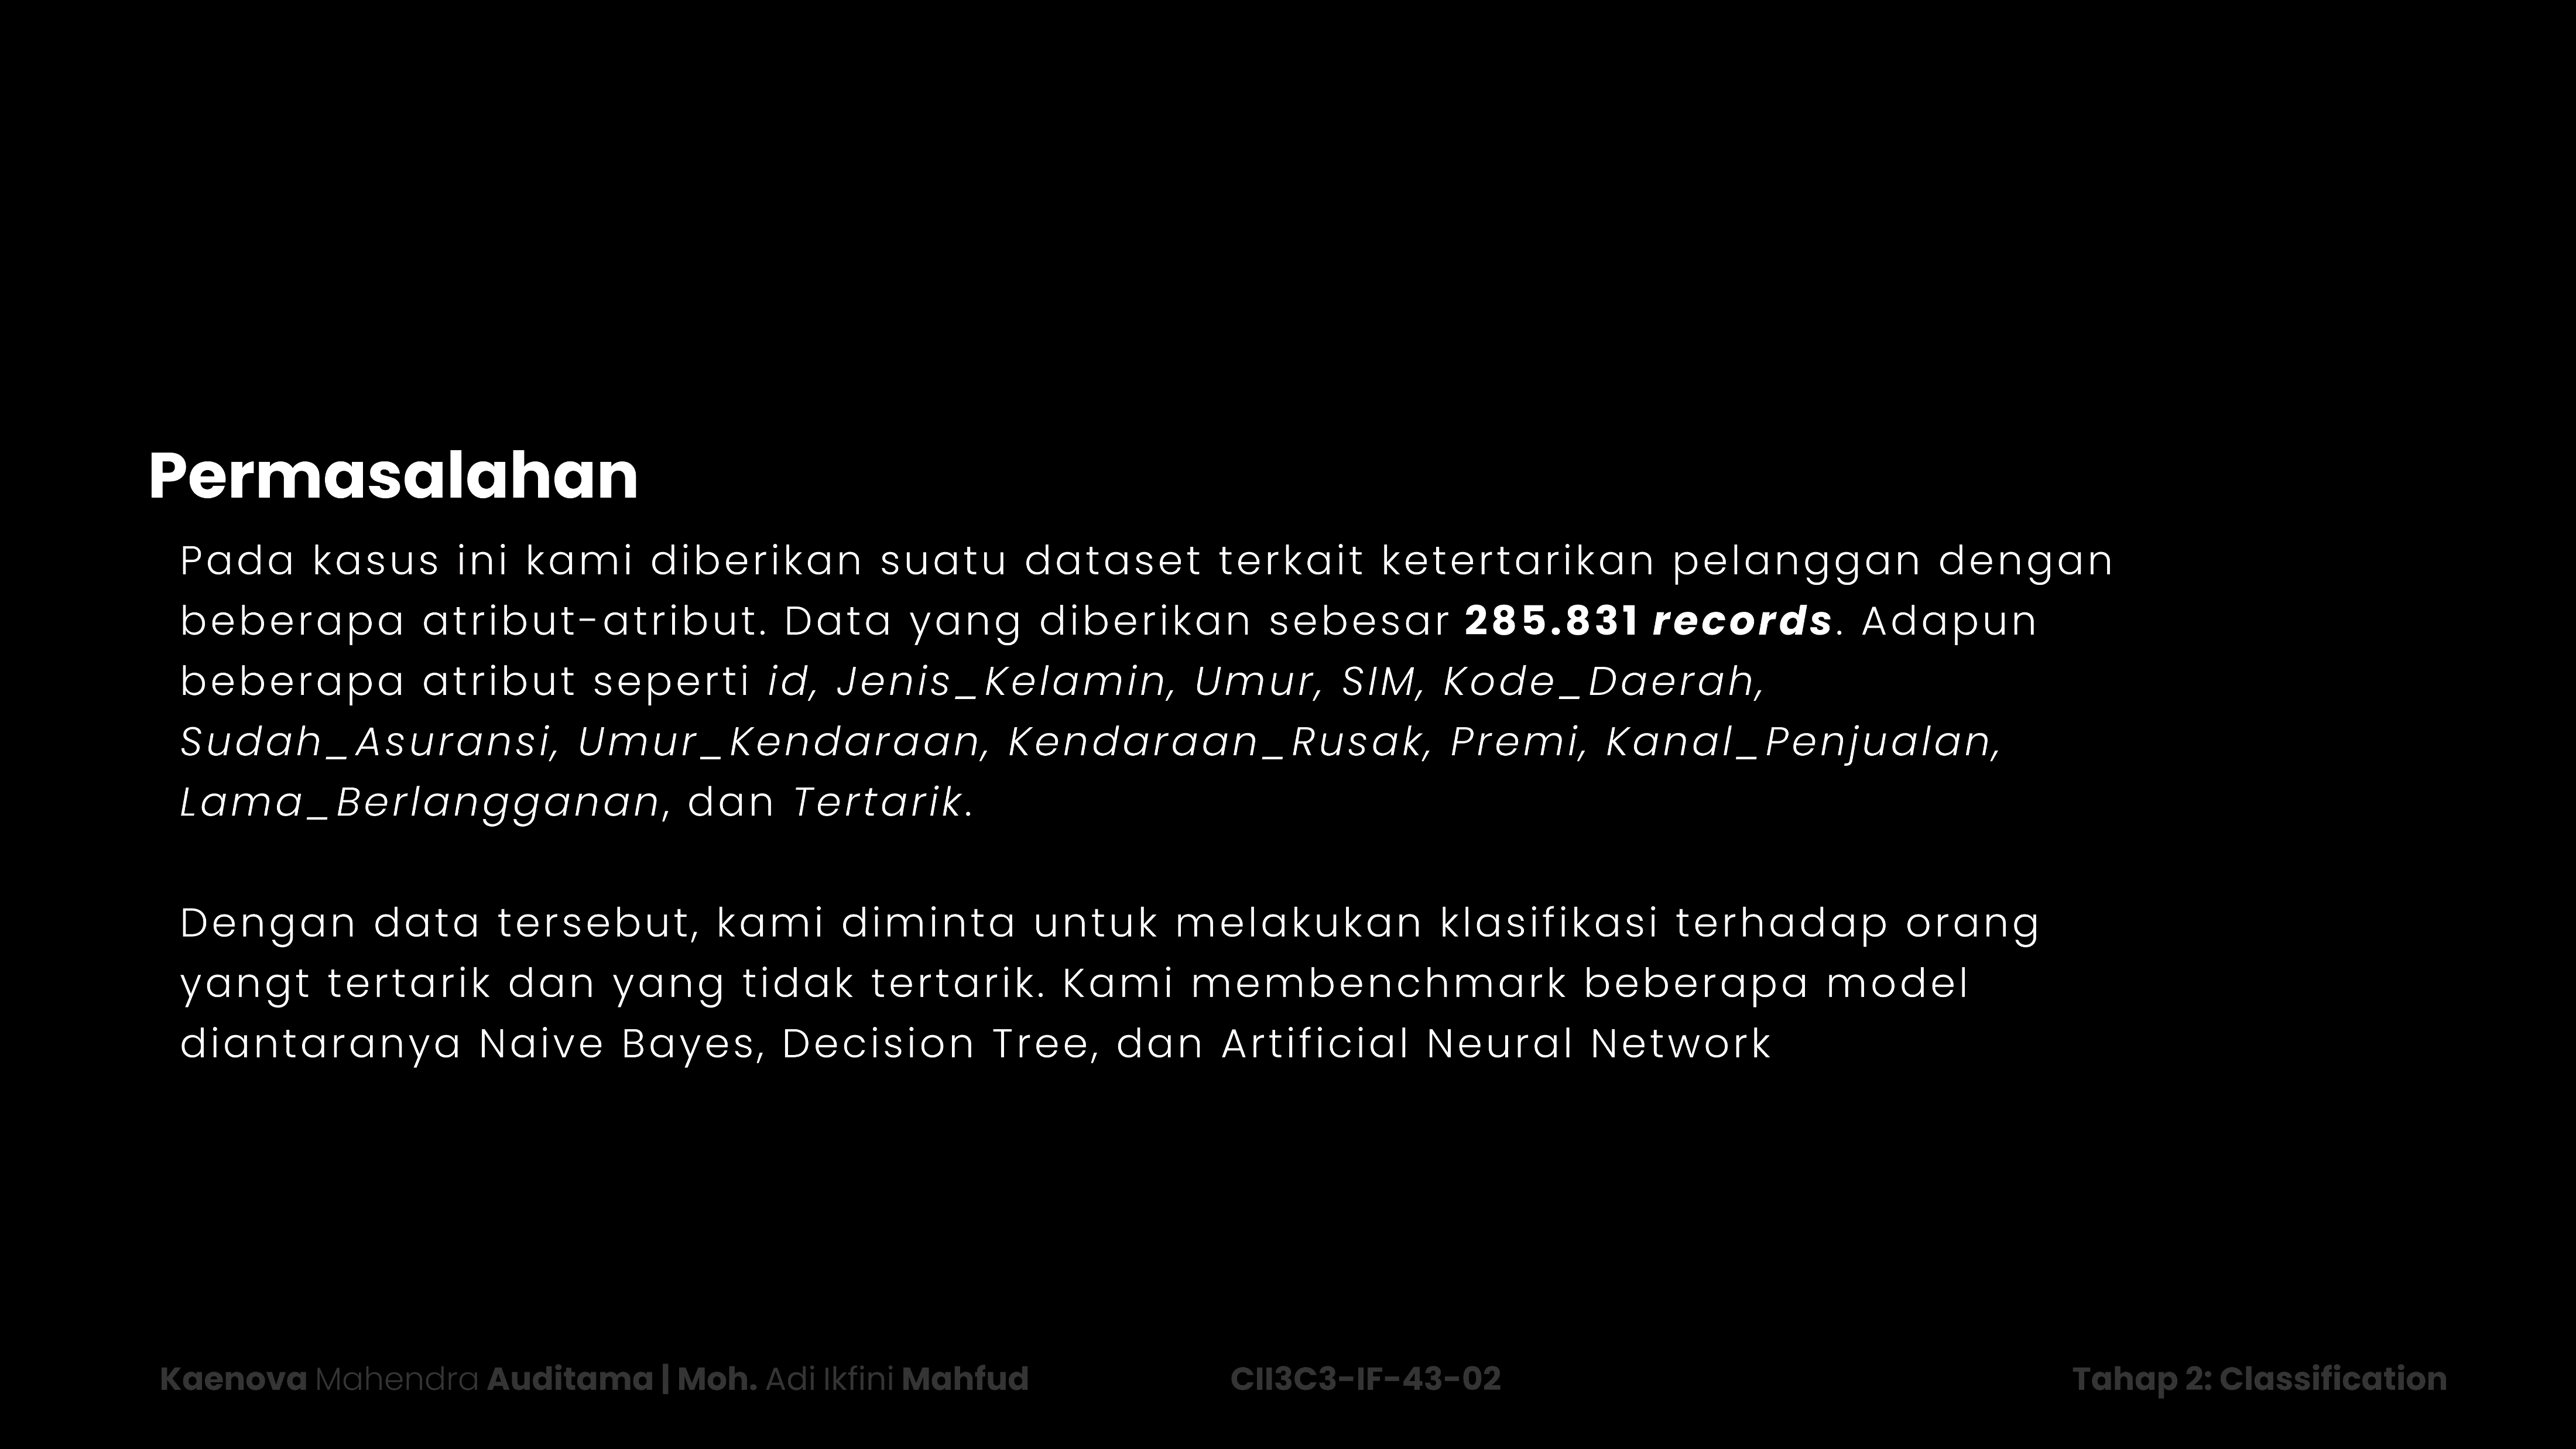 Permasalahan
Pada kasus ini kami diberikan suatu dataset terkait ketertarikan pelanggan dengan
beberapa atribut-atribut. Data yang diberikan sebesar 285.831 records. Adapun
beberapa atribut seperti id, Jenis_Kelamin, Umur, SIM, Kode_Daerah,
Sudah_Asuransi, Umur_Kendaraan, Kendaraan_Rusak, Premi, Kanal_Penjualan,
Lama_Berlangganan, dan Tertarik.
Dengan data tersebut, kami diminta untuk melakukan klasifikasi terhadap orang
yangt tertarik dan yang tidak tertarik. Kami membenchmark beberapa model
diantaranya Naive Bayes, Decision Tree, dan Artificial Neural Network
Kaenova Mahendra Auditama | Moh. Adi Ikfini Mahfud
CII3C3-IF-43-02
Tahap 2: Classification